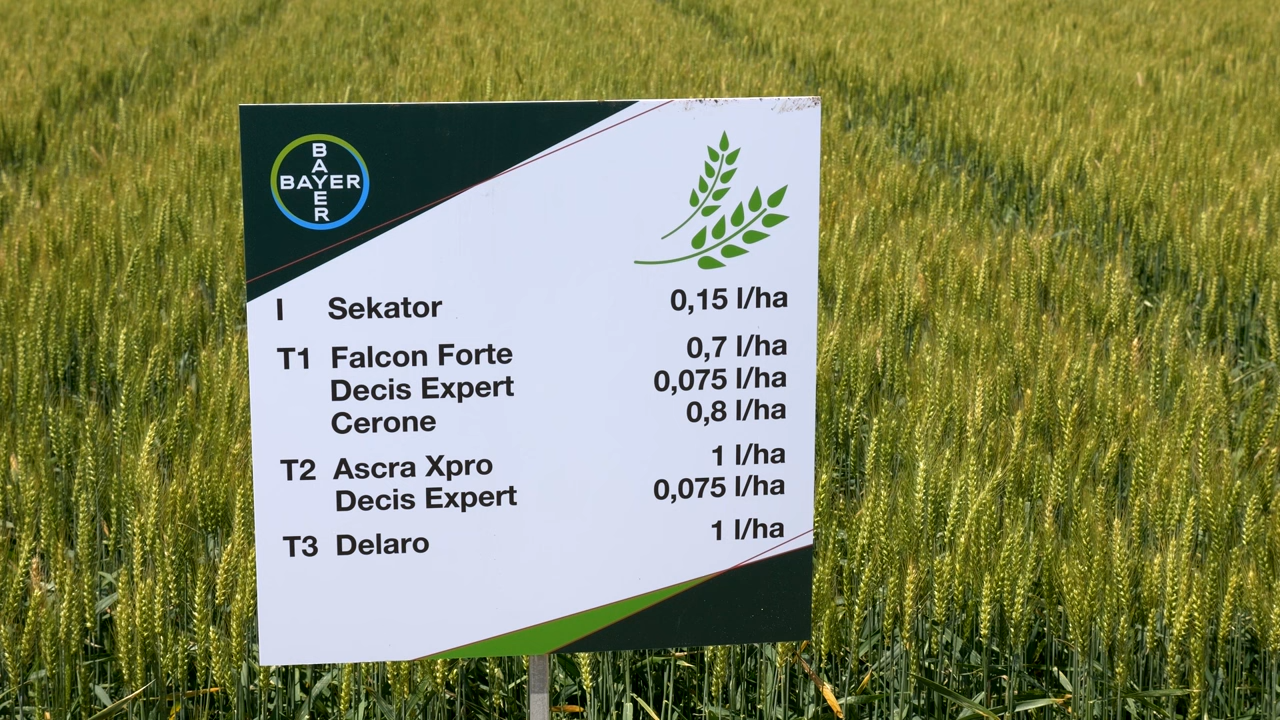 BAYER
BAYER
I Sekator 0,15 l/ha
T1 Falcon Forte 0,7 l/ha
Decis Expert 0,075 l/ha
Cerone 0,8 l/ha
T2 Ascra Xpro 1 l/ha
Decis Expert 0,075 l/ha
T3 Delaro 1 l/ha